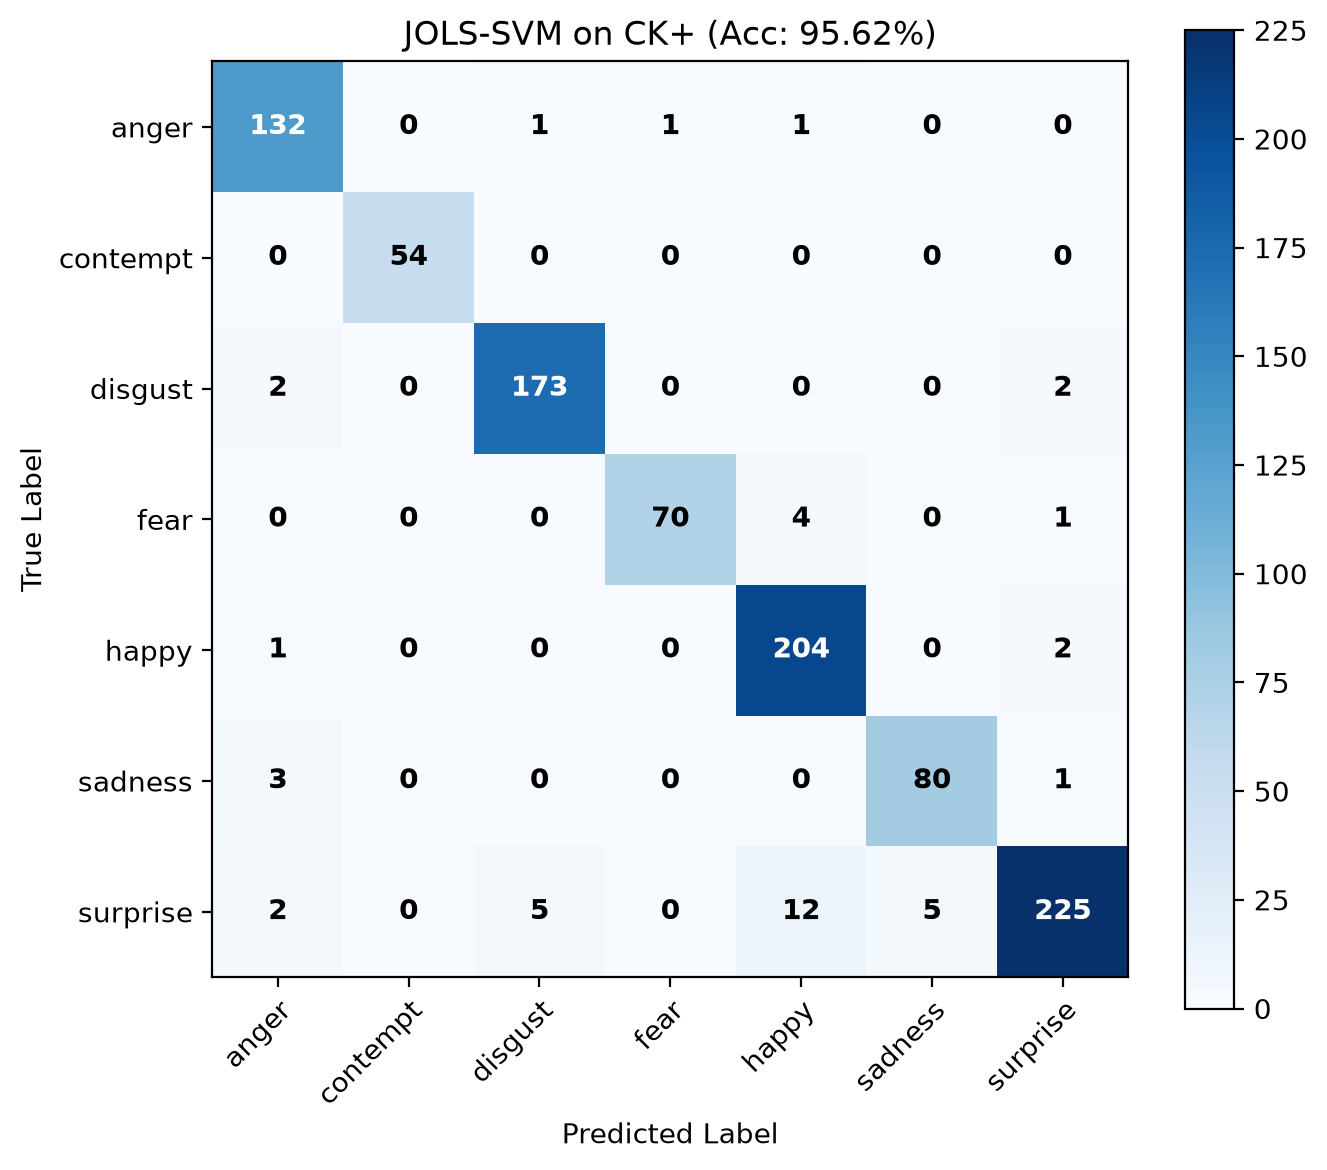 JOLS-SVM on CK+ (Acc: 95.62%)
True Label
anger 132 0 1 1 1 0 0
contempt 0 54 0 0 0 0 0
disgust 2 0 173 0 0 0 2
fear 0 0 0 70 4 0 1
happy 1 0 0 0 204 0 2
sadness 3 0 0 0 0 80 1
surprise 2 0 5 0 12 5 225
anger contempt disgust fear happy sadness surprise
Predicted Label
225
200
175
150
125
100
75
50
25
0